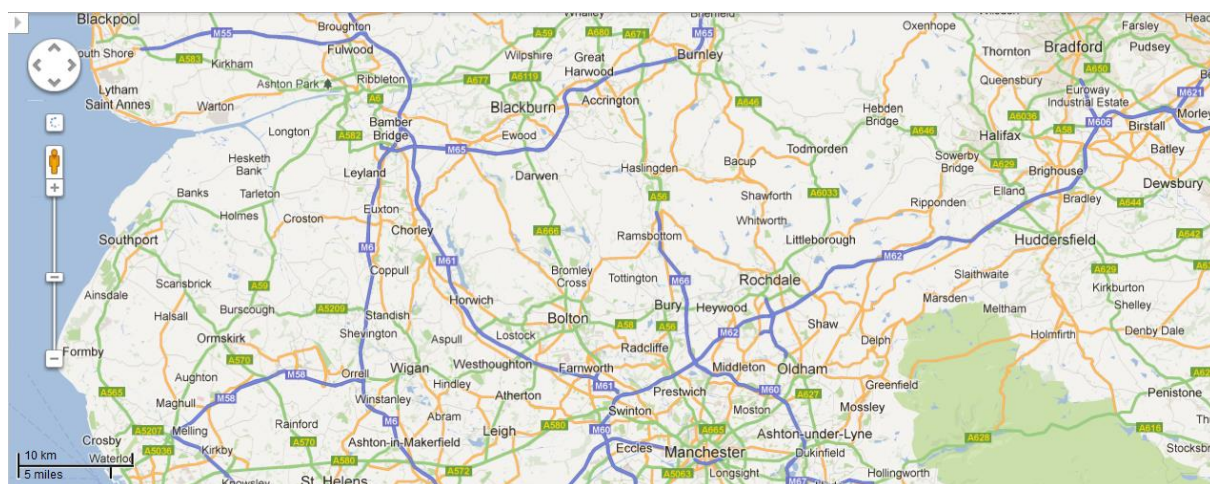 Blackpool
Broughton
Whalley
Brierfield
Oxenhope
Farsley
M55
A59
A680
A671
M65
Thornton
Bradford
Pudsey
South Shore
Fulwood
Wilpshire
Great
Harwood
Burnley
A583
Kirkham
Ashton Park
Ribbleton
A677
A6119
Queensbury
A650
Lytham
Saint Annes
Warton
A6
Blackburn
Accrington
A646
Hebden
Bridge
Euroway
Industrial Estate
M621
Longton
A582
Bamber
Bridge
Ewood
Todmorden
A646
Halifax
A6036
A58
M606
Birstall
Morley
Hesketh
Bank
M65
Haslingden
Bacup
Sowerby
Bridge
A629
Batley
Leyland
Darwen
Brighouse
Banks
Tarleton
A56
Shawforth
A6033
Elland
Dewsbury
Holmes
Croston
Euxton
Ripponden
Bradley
A644
Southport
Chorley
A666
Ramsbottom
Whitworth
Littleborough
Huddersfield
A642
M6
M61
M62
Scarisbrick
Coppull
Bromley
Cross
Tottington
M66
Rochdale
Slaithwaite
A629
Ainsdale
A59
Horwich
Kirkburton
Halsall
Burscough
A5209
Standish
Bury
Heywood
Marsden
Meltham
Shelley
Ormskirk
Shevington
Aspull
Lostock
Bolton
A58
A56
M62
Shaw
Delph
Holmfirth
Denby Dale
Formby
A570
Radcliffe
Aughton
M58
Orrell
Wigan
Westhoughton
Farnworth
Middleton
Oldham
A565
Hindley
M61
Prestwich
M60
Greenfield
Penistone
Maghull
M58
Winstanley
Atherton
A627
Abram
Swinton
Moston
Mossley
A5207
Melling
Rainford
M6
A580
M60
A665
Crosby
A5036
A570
Leigh
Ashton-under-Lyne
A628
A616
Waterloo
Kirkby
Ashton-in-Makerfield
Eccles
Manchester
Dukinfield
10 km
A580
A572
Hollingworth
5 miles
Knowsley
St. Helens
A5063
Longsight
M67